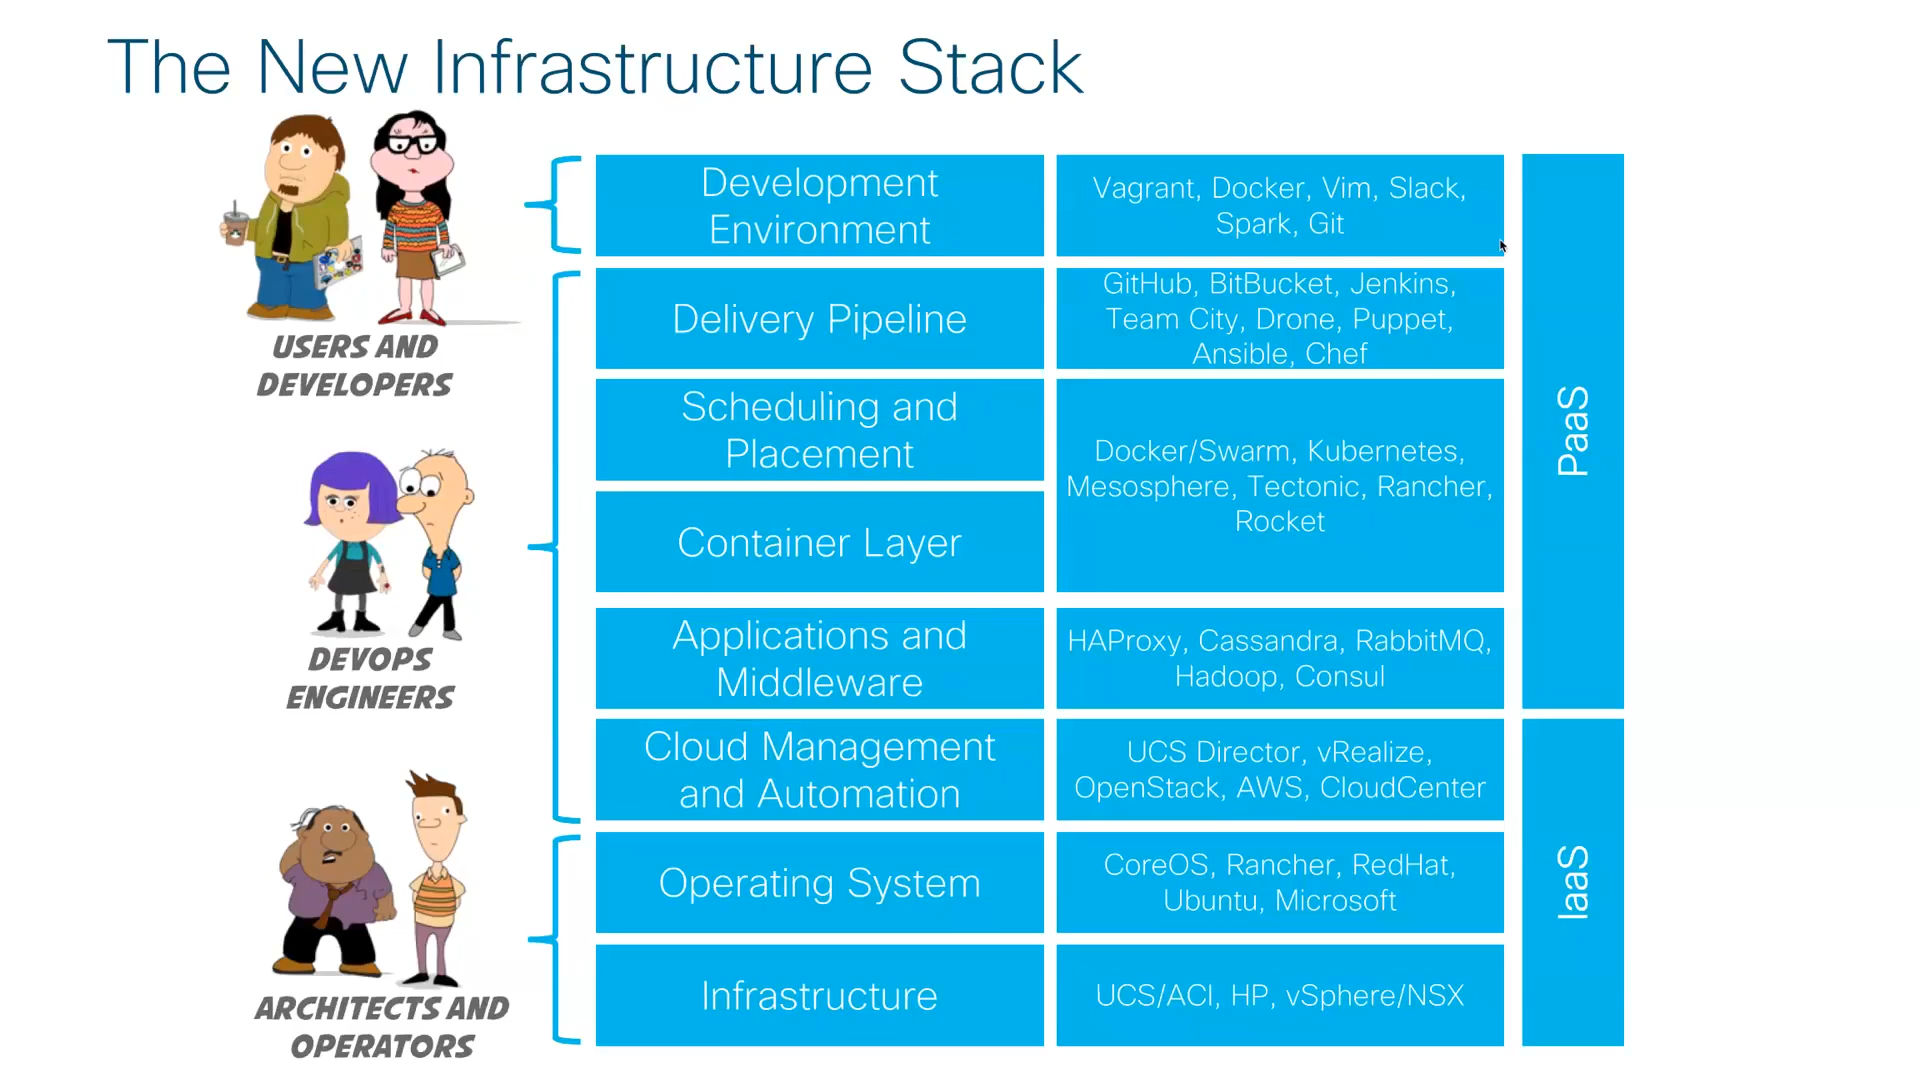 The New Infrastructure Stack
USERS AND
DEVELOPERS
DEVOPS
ENGINEERS
ARCHITECTS AND
OPERATORS
Development
Environment
Vagrant, Docker, Vim, Slack,
Spark, Git
Delivery Pipeline
GitHub, BitBucket, Jenkins,
Team City, Drone, Puppet,
Ansible, Chef
Scheduling and
Placement
Container Layer
Docker/Swarm, Kubernetes,
Mesosphere, Tectonic, Rancher,
Rocket
Applications and
Middleware
HAProxy, Cassandra, RabbitMQ,
Hadoop, Consul
Cloud Management
and Automation
UCS Director, vRealize,
OpenStack, AWS, CloudCenter
Operating System
CoreOS, Rancher, RedHat,
Ubuntu, Microsoft
Infrastructure
UCS/ACI, HP, vSphere/NSX
PaaS
IaaS